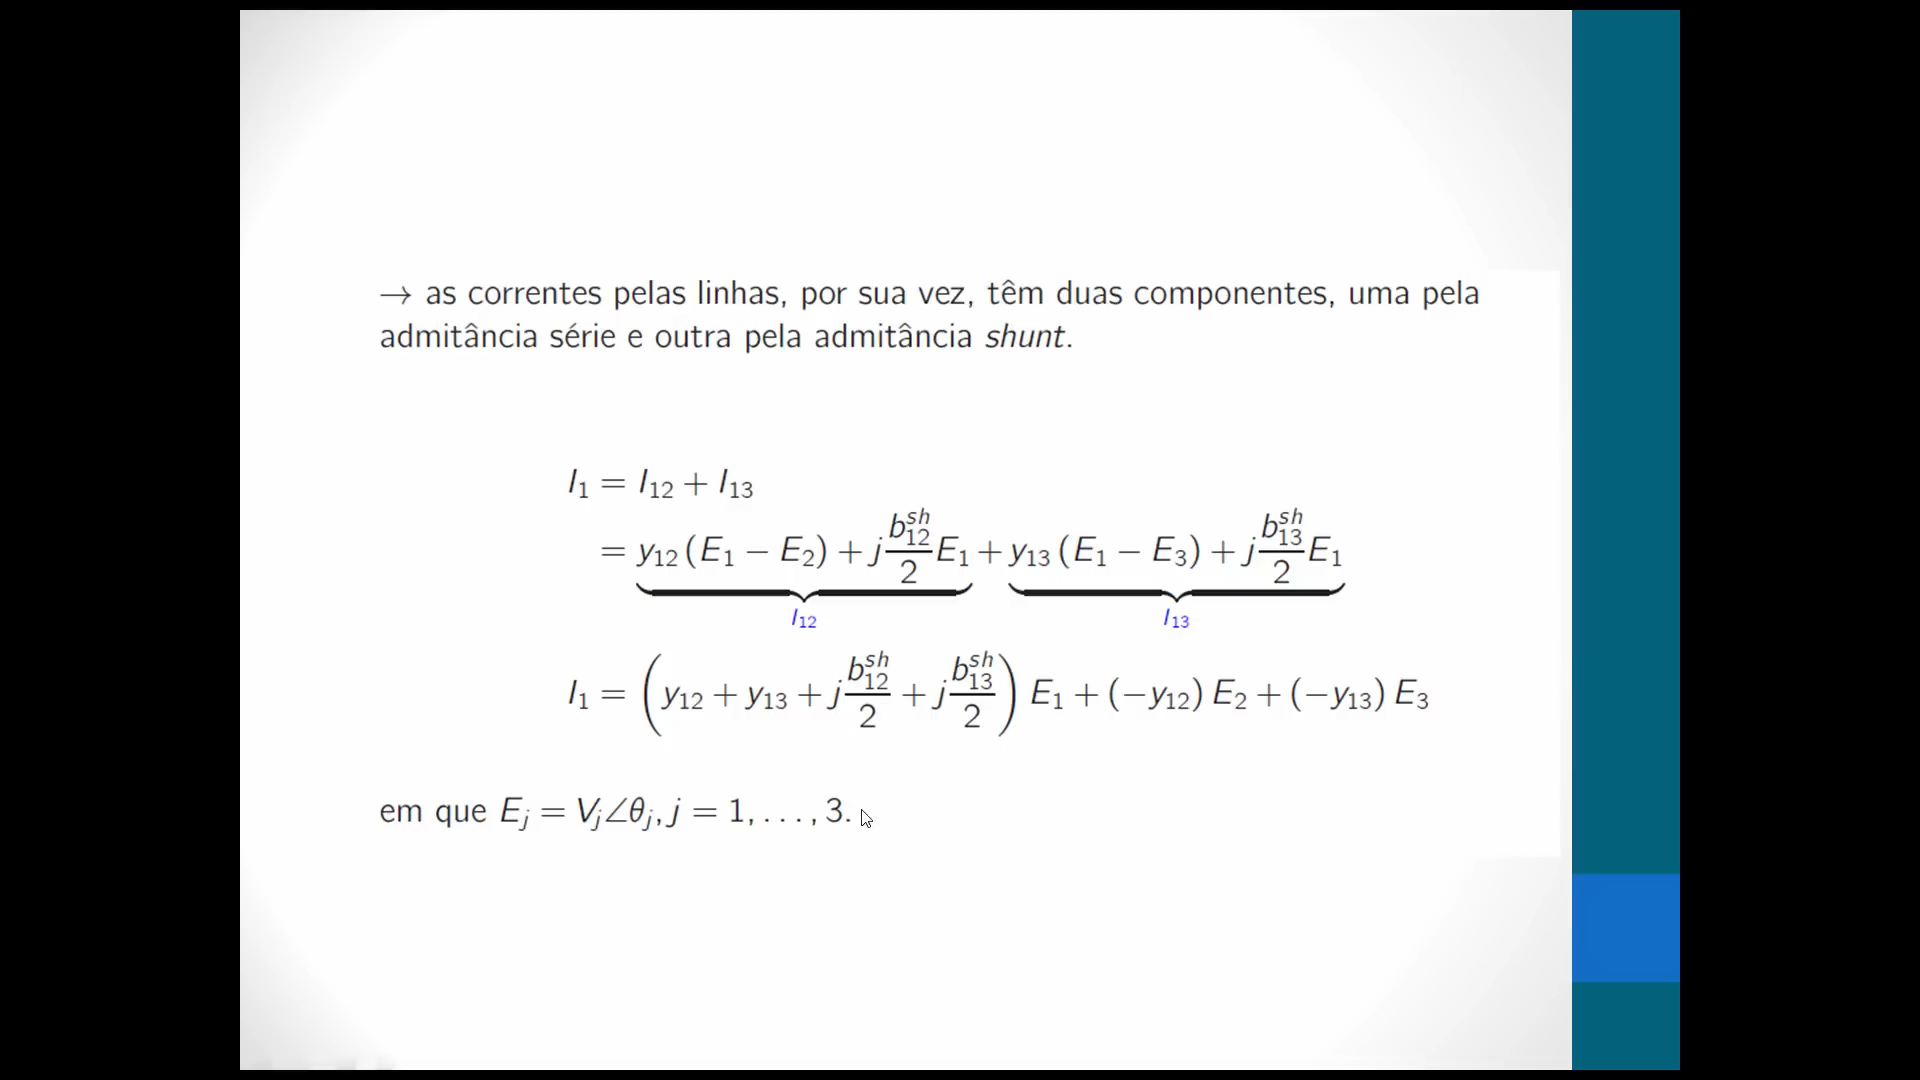 → as correntes pelas linhas, por sua vez, têm duas componentes, uma pela
admitância série e outra pela admitância shunt.
I₁ = I₁₂ + I₁₃
= y₁₂ (E₁ − E₂) + j b₁₂^sh/2 E₁ + y₁₃ (E₁ − E₃) + j b₁₃^sh/2 E₁
I₁₂ I₁₃
I₁ = (y₁₂ + y₁₃ + j b₁₂^sh/2 + j b₁₃^sh/2) E₁ + (−y₁₂) E₂ + (−y₁₃) E₃
em que Eⱼ = Vⱼ∠θⱼ, j = 1, . . . , 3.